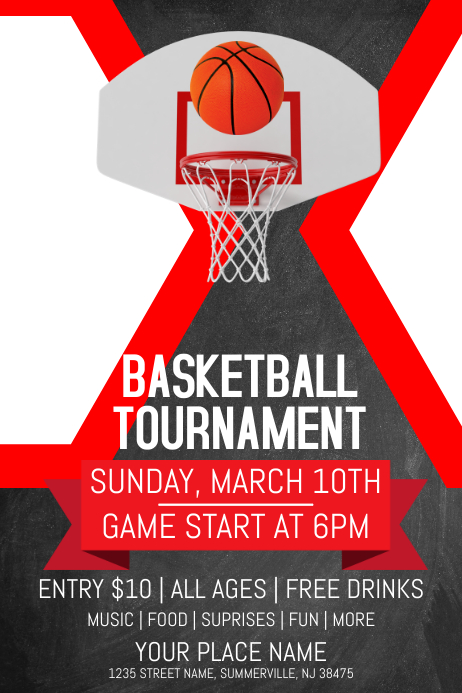 BASKETBALL
TOURNAMENT
SUNDAY, MARCH 10TH
GAME START AT 6PM
ENTRY $10 | ALL AGES | FREE DRINKS
MUSIC | FOOD | SUPRISES | FUN | MORE
YOUR PLACE NAME
1235 STREET NAME, SUMMERVILLE, NJ 38475